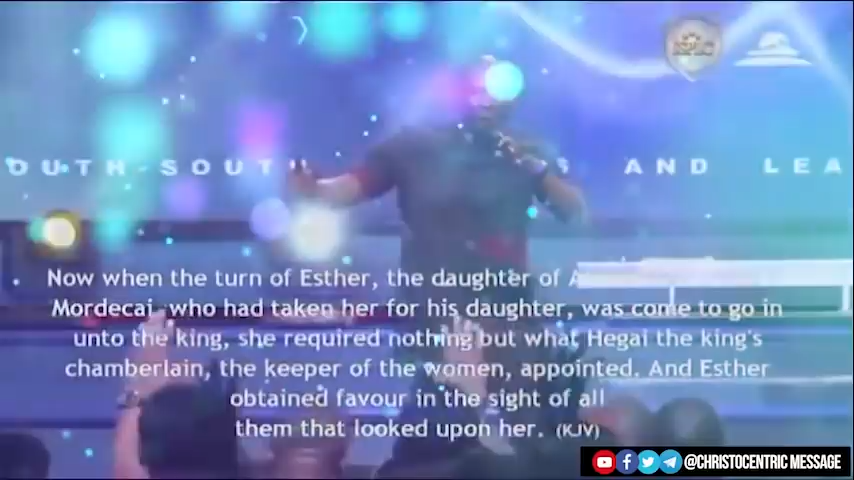 OUTH-SOUTH AND LEA
Now when the turn of Esther, the daughter of
Mordecai, who had taken her for his daughter, was come to go in
unto the king, she required nothing but what Hegai the king's
chamberlain, the keeper of the women, appointed. And Esther
obtained favour in the sight of all
them that looked upon her. (KJV)
@CHRISTOCENTRIC MESSAGE